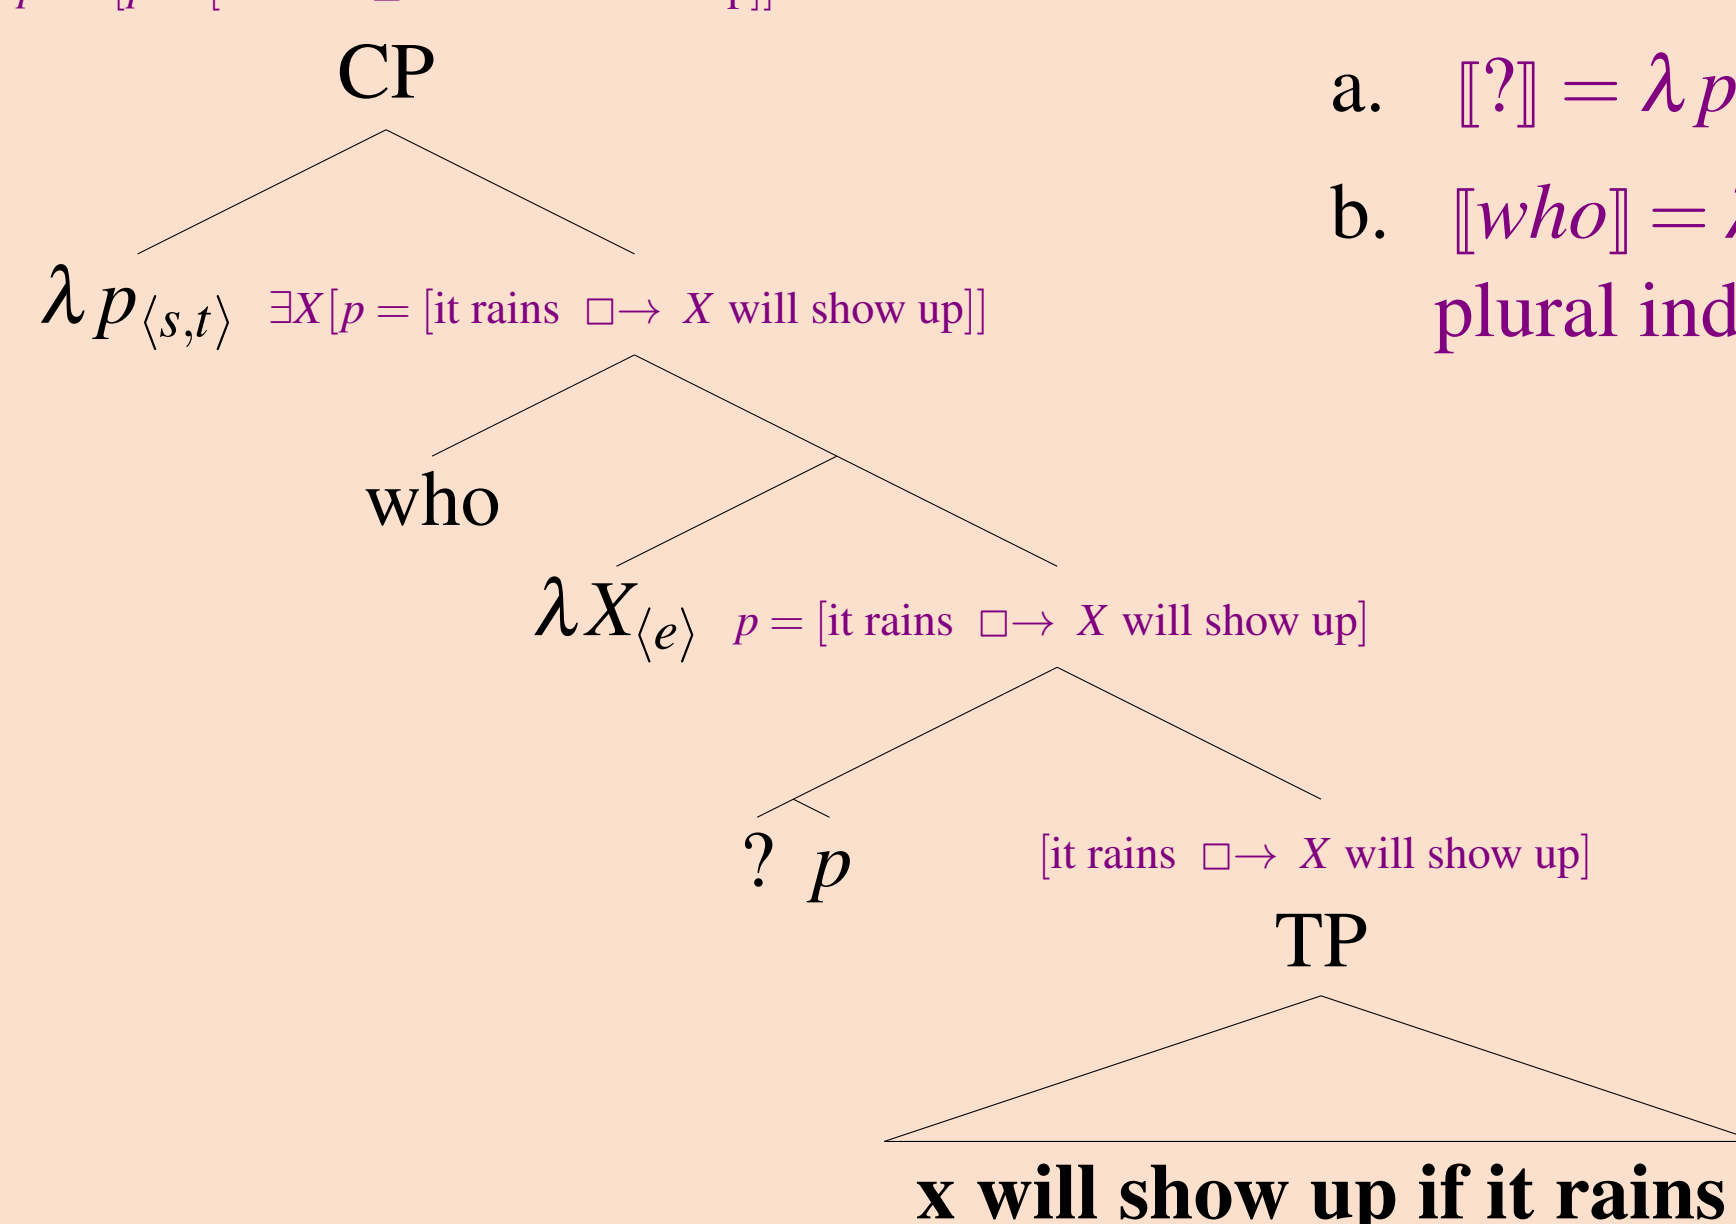 CP
a. ⟦?⟧ = λp
b. ⟦who⟧ =
λp⟨s,t⟩ ∃X[p = [it rains □→ X will show up]]
plural ind
who
λX⟨e⟩ p = [it rains □→ X will show up]
? p
[it rains □→ X will show up]
TP
x will show up if it rains